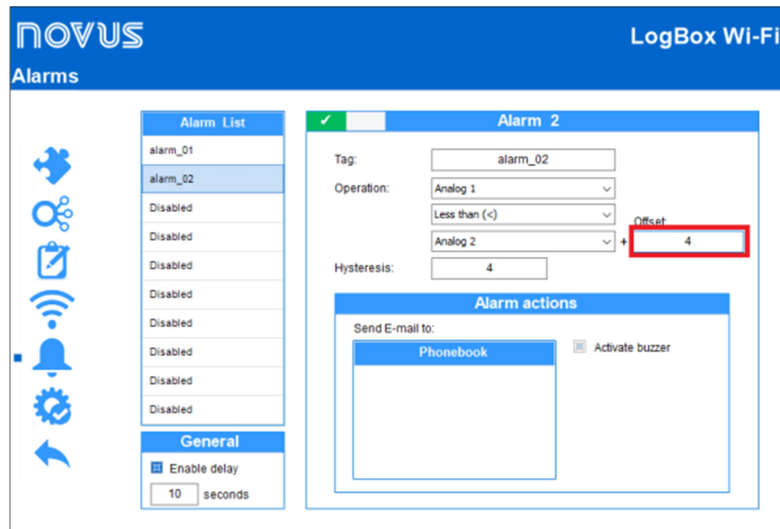 novus
LogBox Wi-Fi
Alarms
Alarm List
alarm_01
alarm_02
Disabled
Disabled
Disabled
Disabled
Disabled
Disabled
Disabled
Disabled
General
Enable delay
10 seconds
Alarm 2
Tag: alarm_02
Operation: Analog 1
Less than (<)
Offset:
Analog 2 + 4
Hysteresis: 4
Alarm actions
Send E-mail to:
Phonebook
Activate buzzer